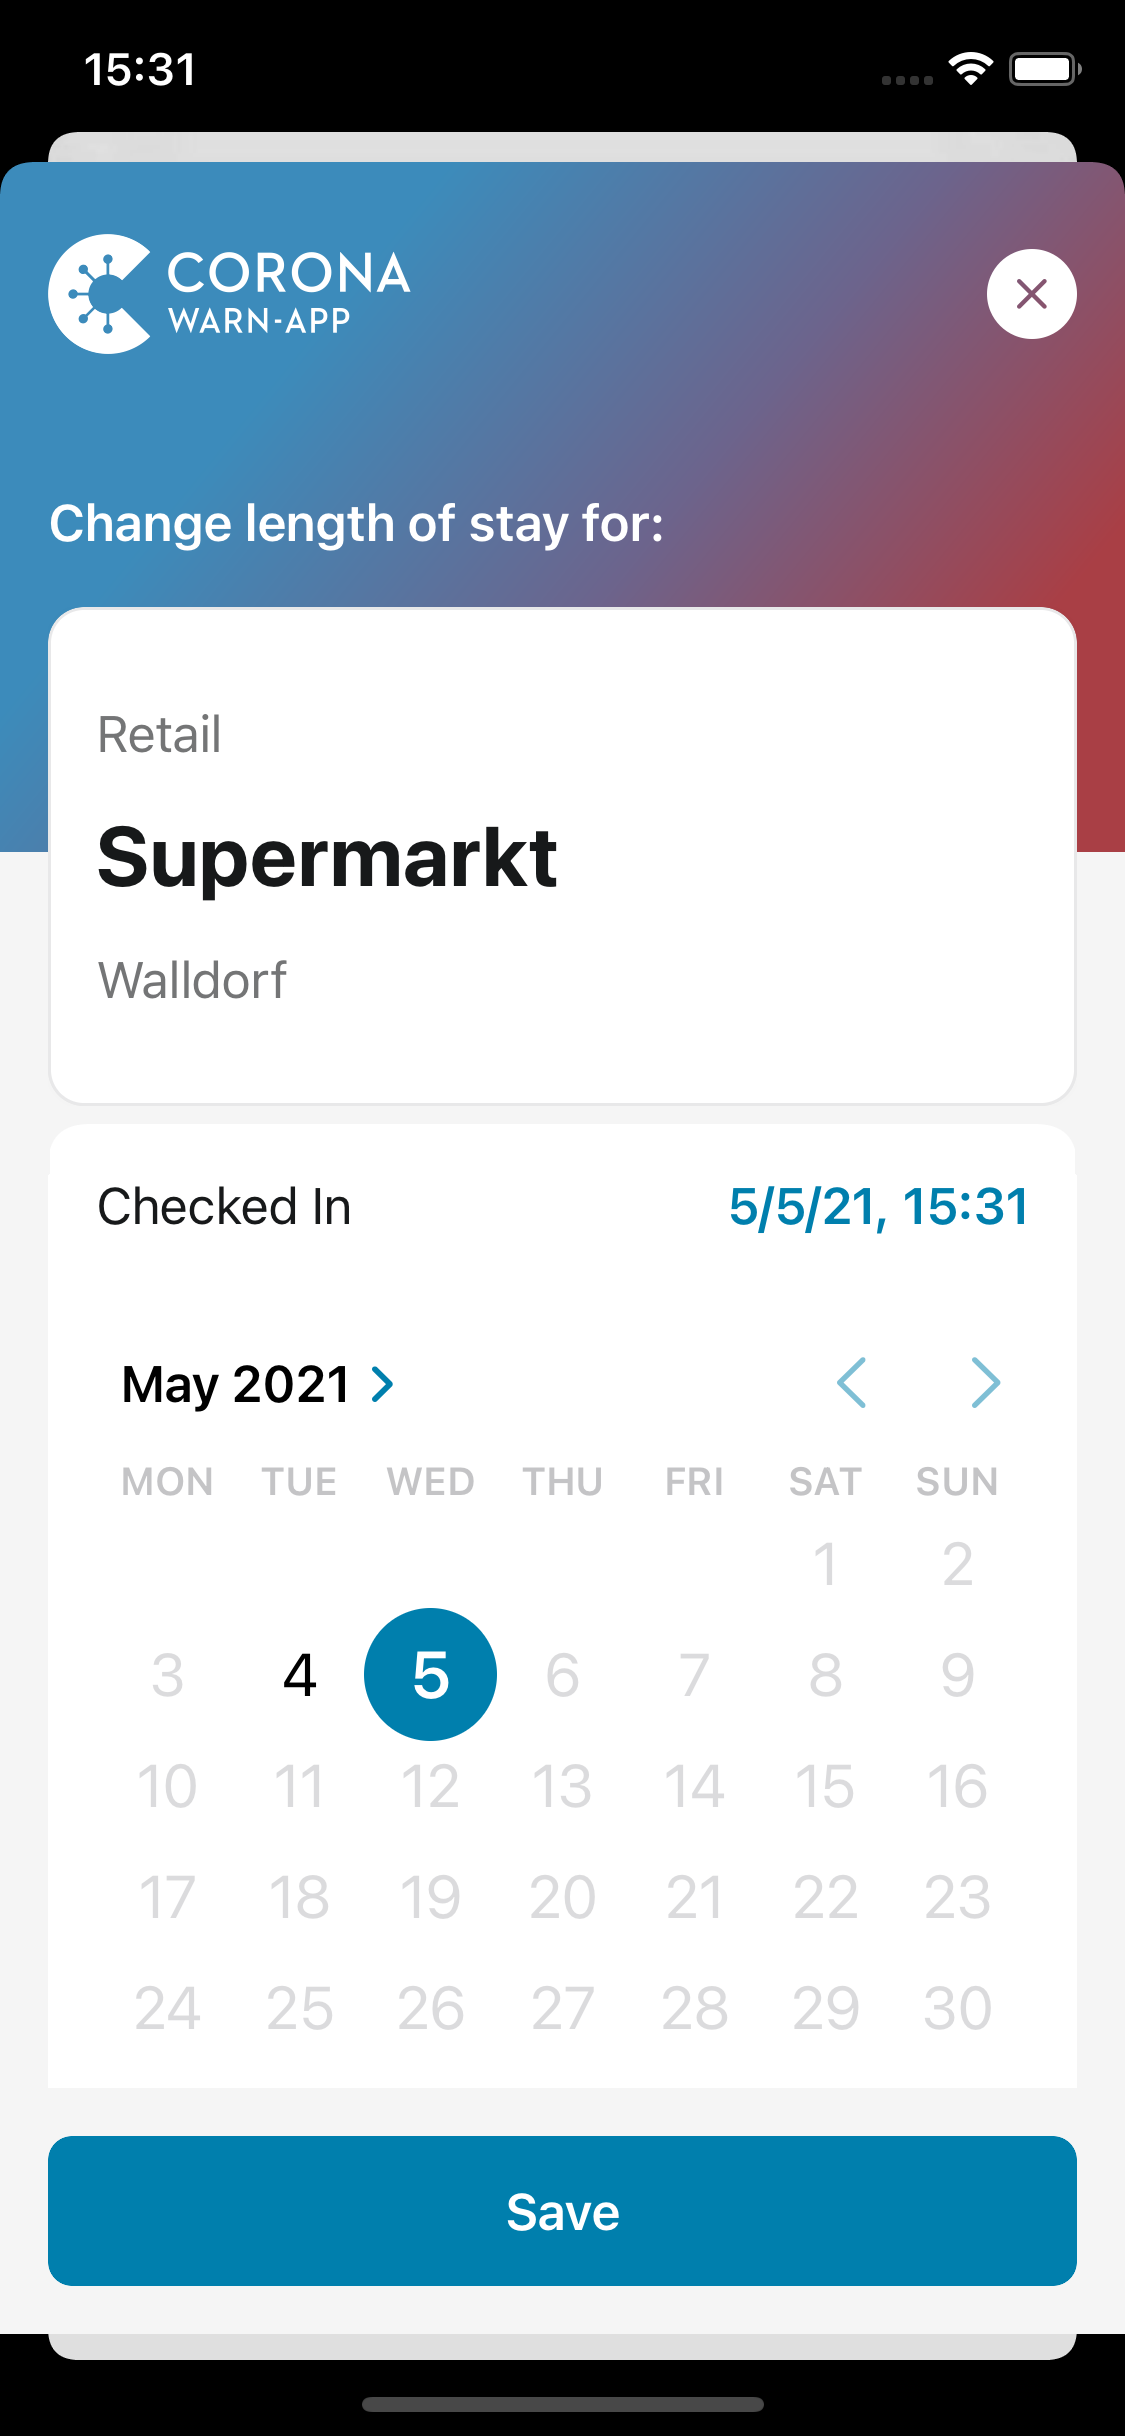 15:31
CORONA
WARN-APP
Change length of stay for:
Retail
Supermarkt
Walldorf
Checked In 5/5/21, 15:31
May 2021
MON TUE WED THU FRI SAT SUN
1 2
3 4 5 6 7 8 9
10 11 12 13 14 15 16
17 18 19 20 21 22 23
24 25 26 27 28 29 30
Save